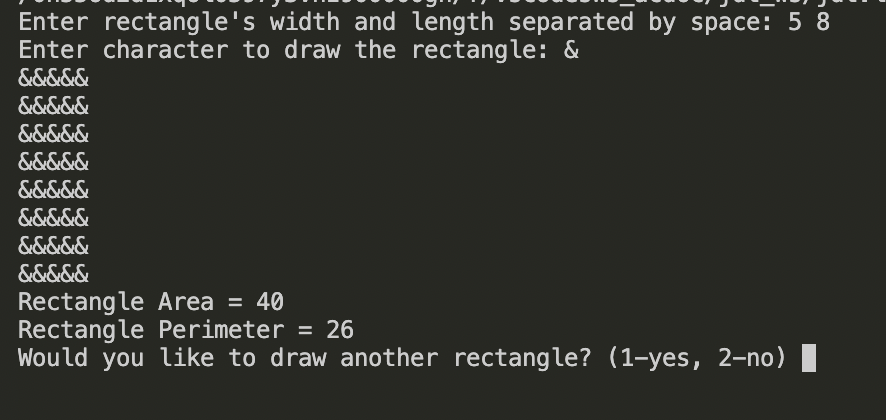 Enter rectangle's width and length separated by space: 5 8
Enter character to draw the rectangle: &
&&&&&
&&&&&
&&&&&
&&&&&
&&&&&
&&&&&
&&&&&
&&&&&
Rectangle Area = 40
Rectangle Perimeter = 26
Would you like to draw another rectangle? (1-yes, 2-no)